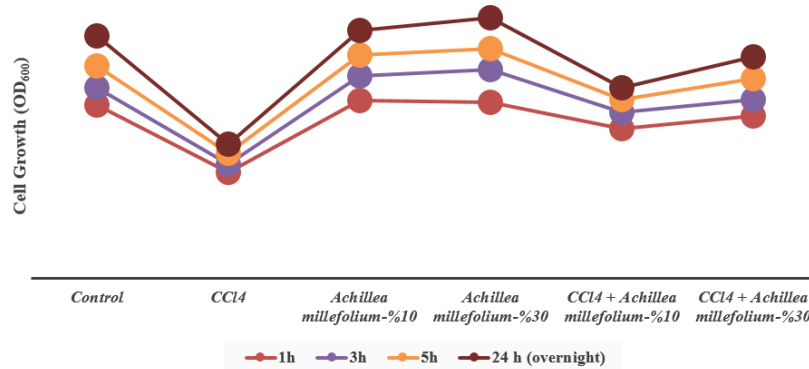 Cell Growth (OD₆₀₀)
Control
CCl4
Achillea
millefolium-%10
Achillea
millefolium-%30
CCl4 + Achillea
millefolium-%10
CCl4 + Achillea
millefolium-%30
1h
3h
5h
24 h (overnight)